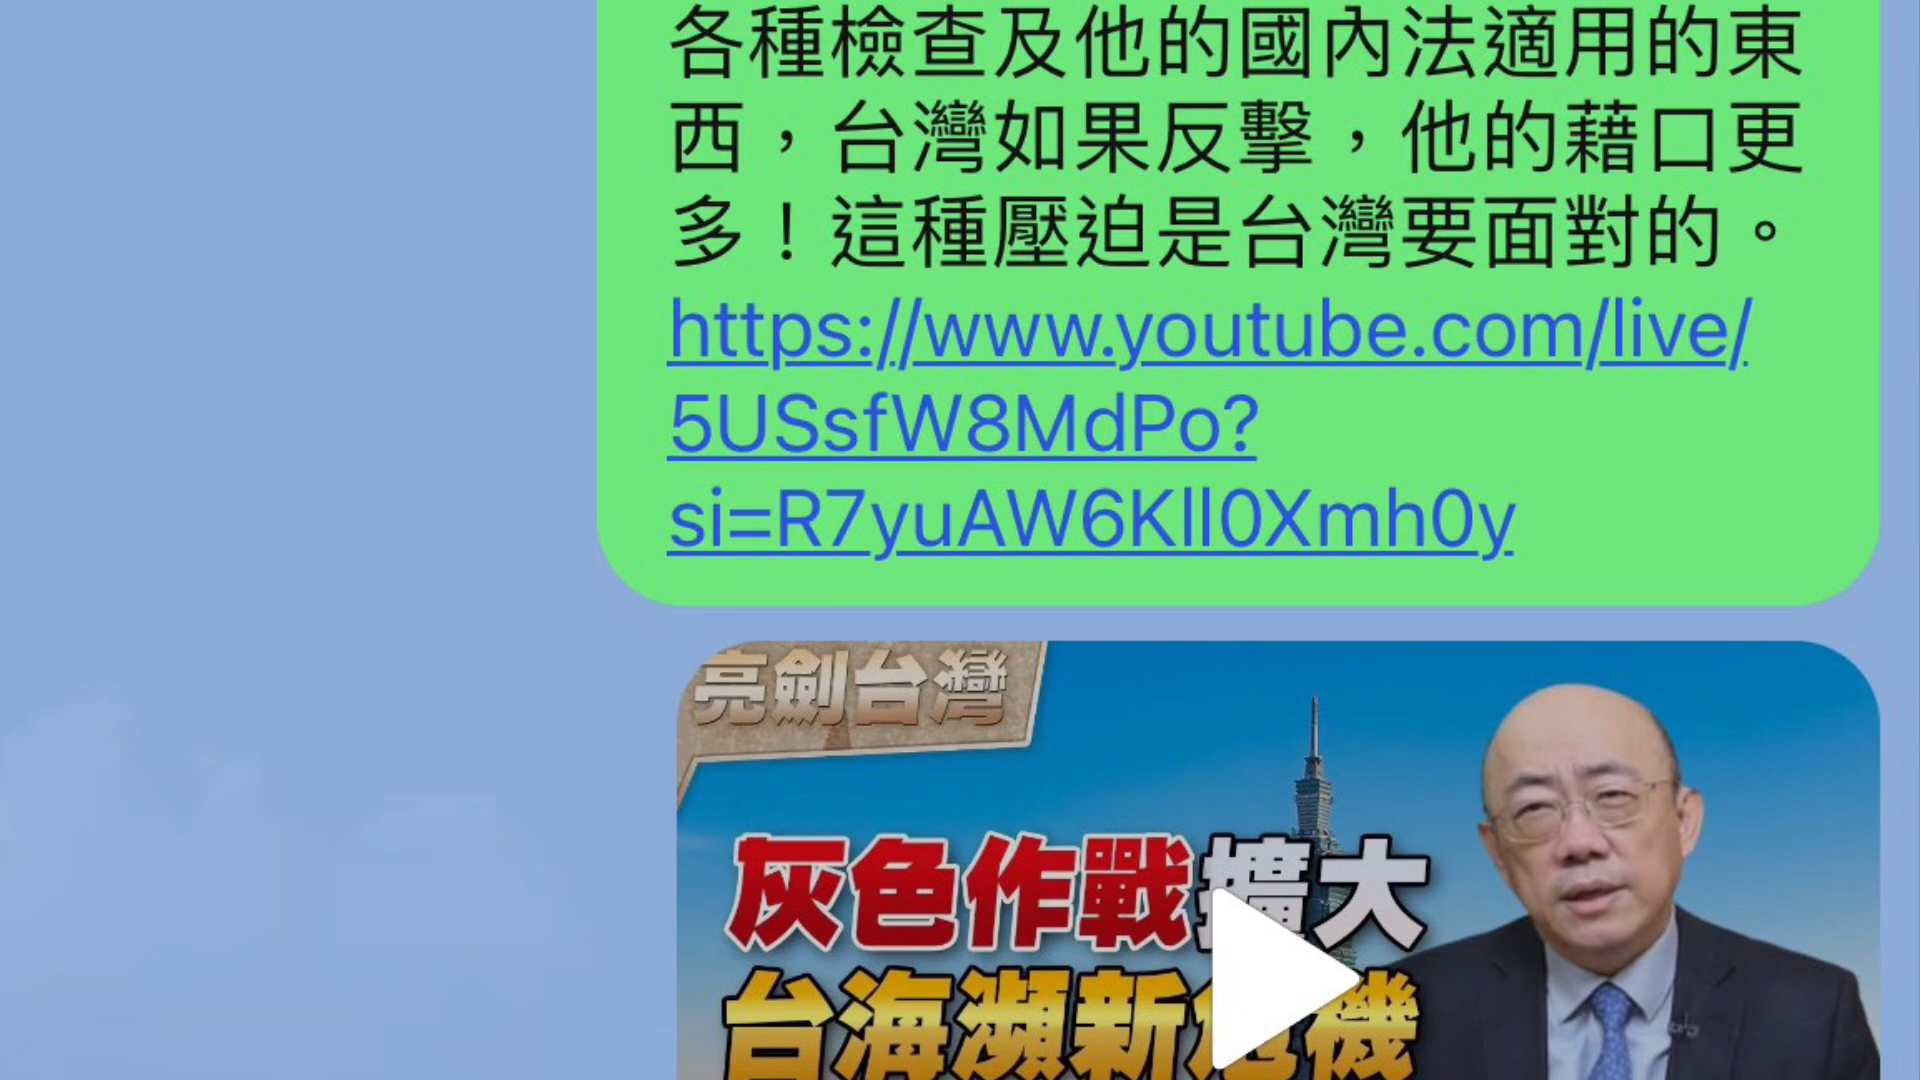 各種檢查及他的國內法適用的東
西，台灣如果反擊，他的藉口更
多！這種壓迫是台灣要面對的。
https://www.youtube.com/live/
5USsfW8MdPo?
si=R7yuAW6Kll0Xmh0y
亮劍台灣
灰色作戰擴大
台海瀕新危機